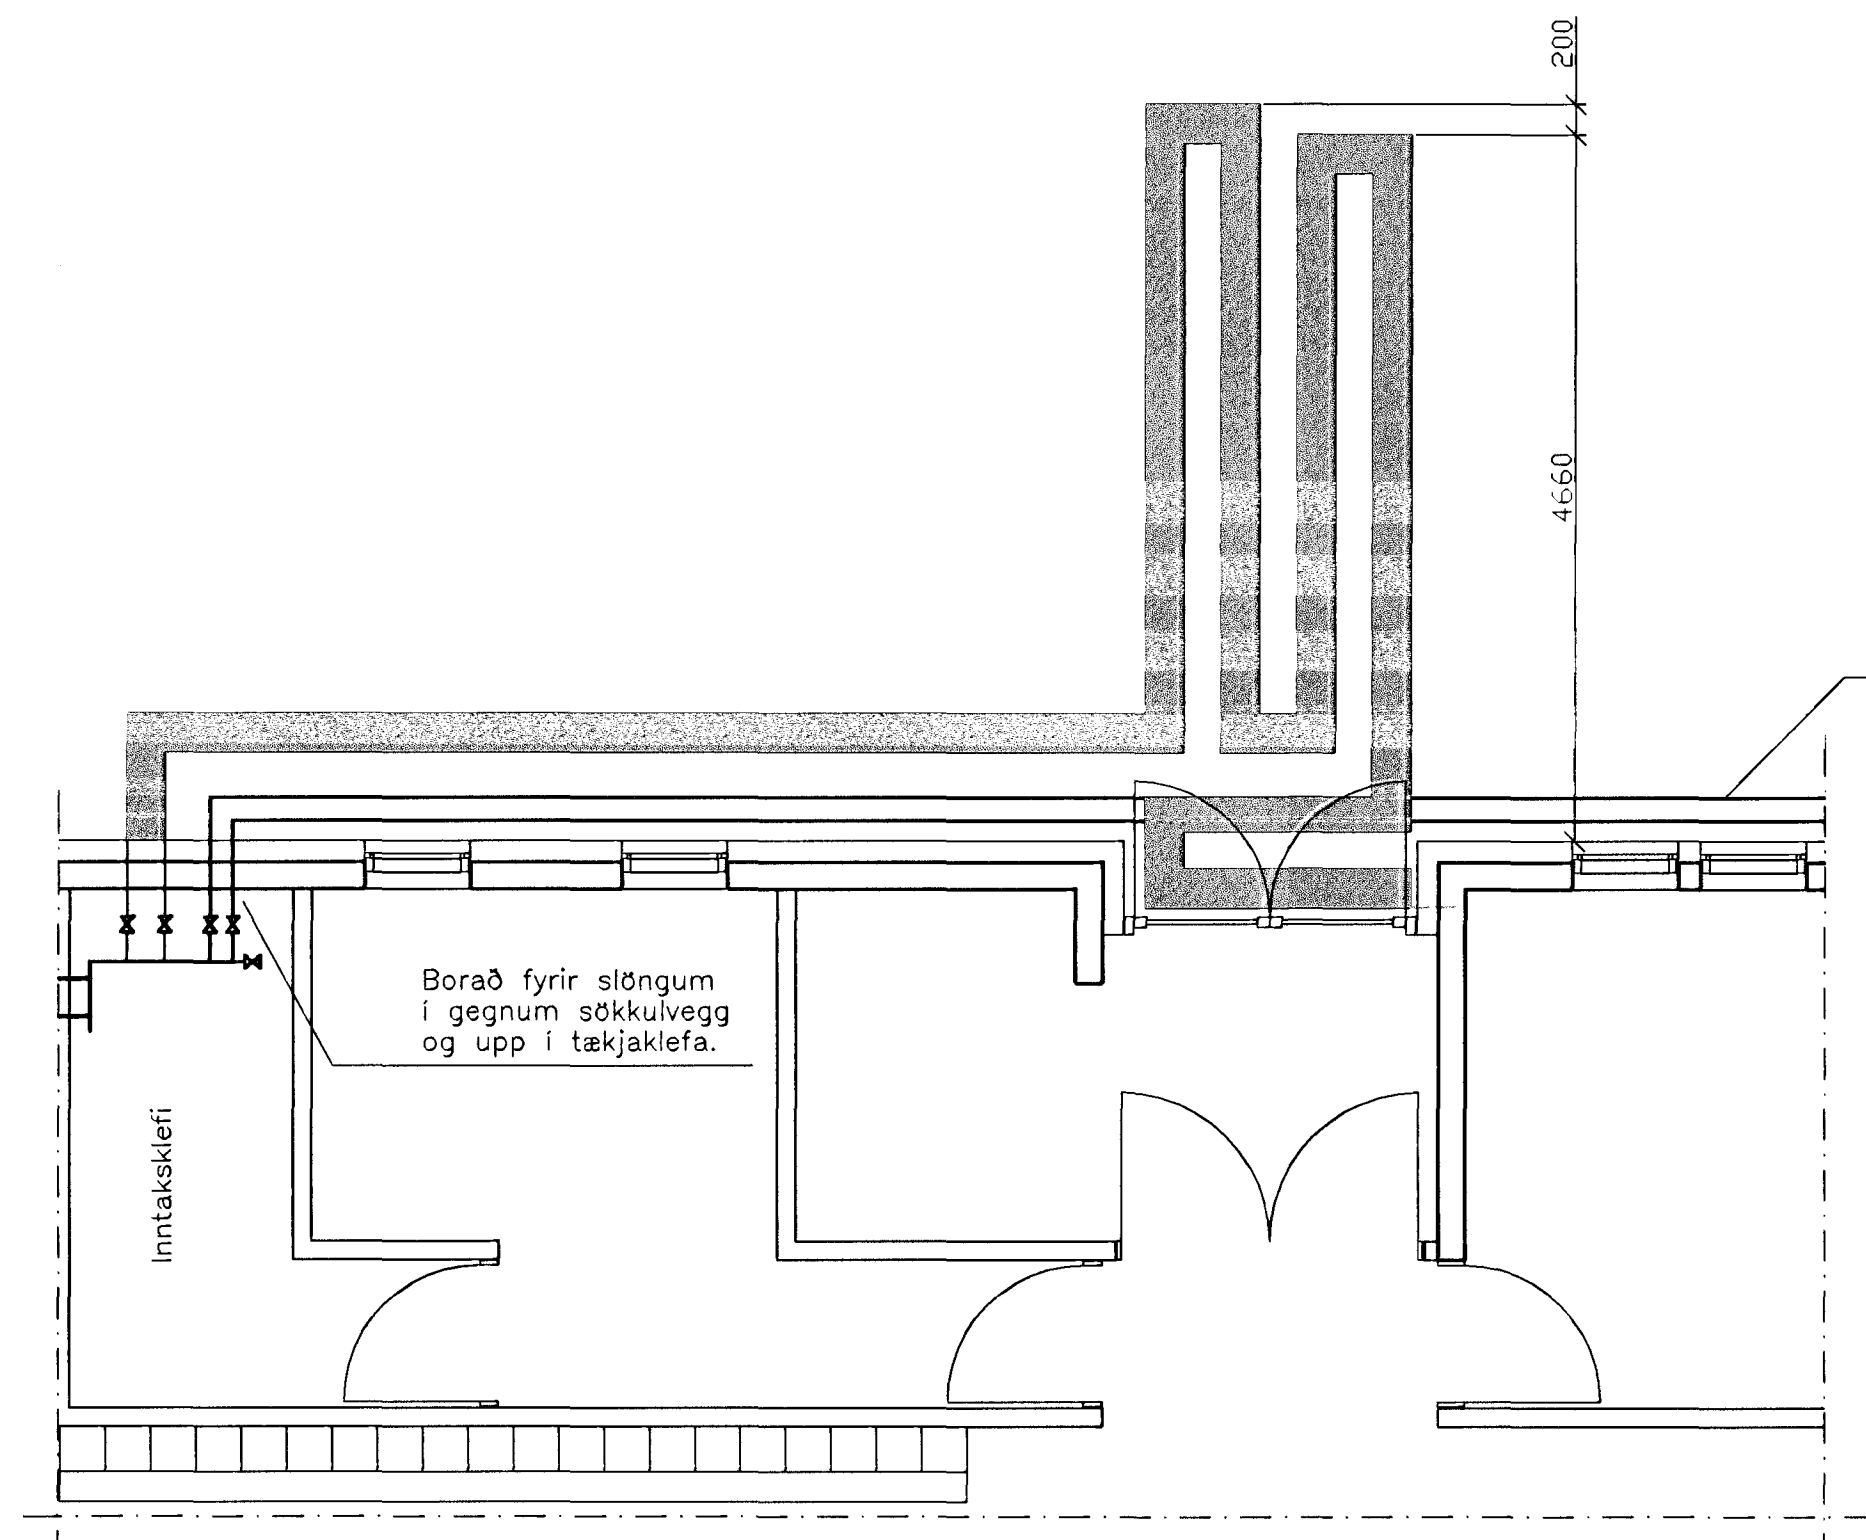 200
4660
Borað fyrir slöngum
í gegnum sökkulvegg
og upp í tækjaklefa.
Inntaksklefi